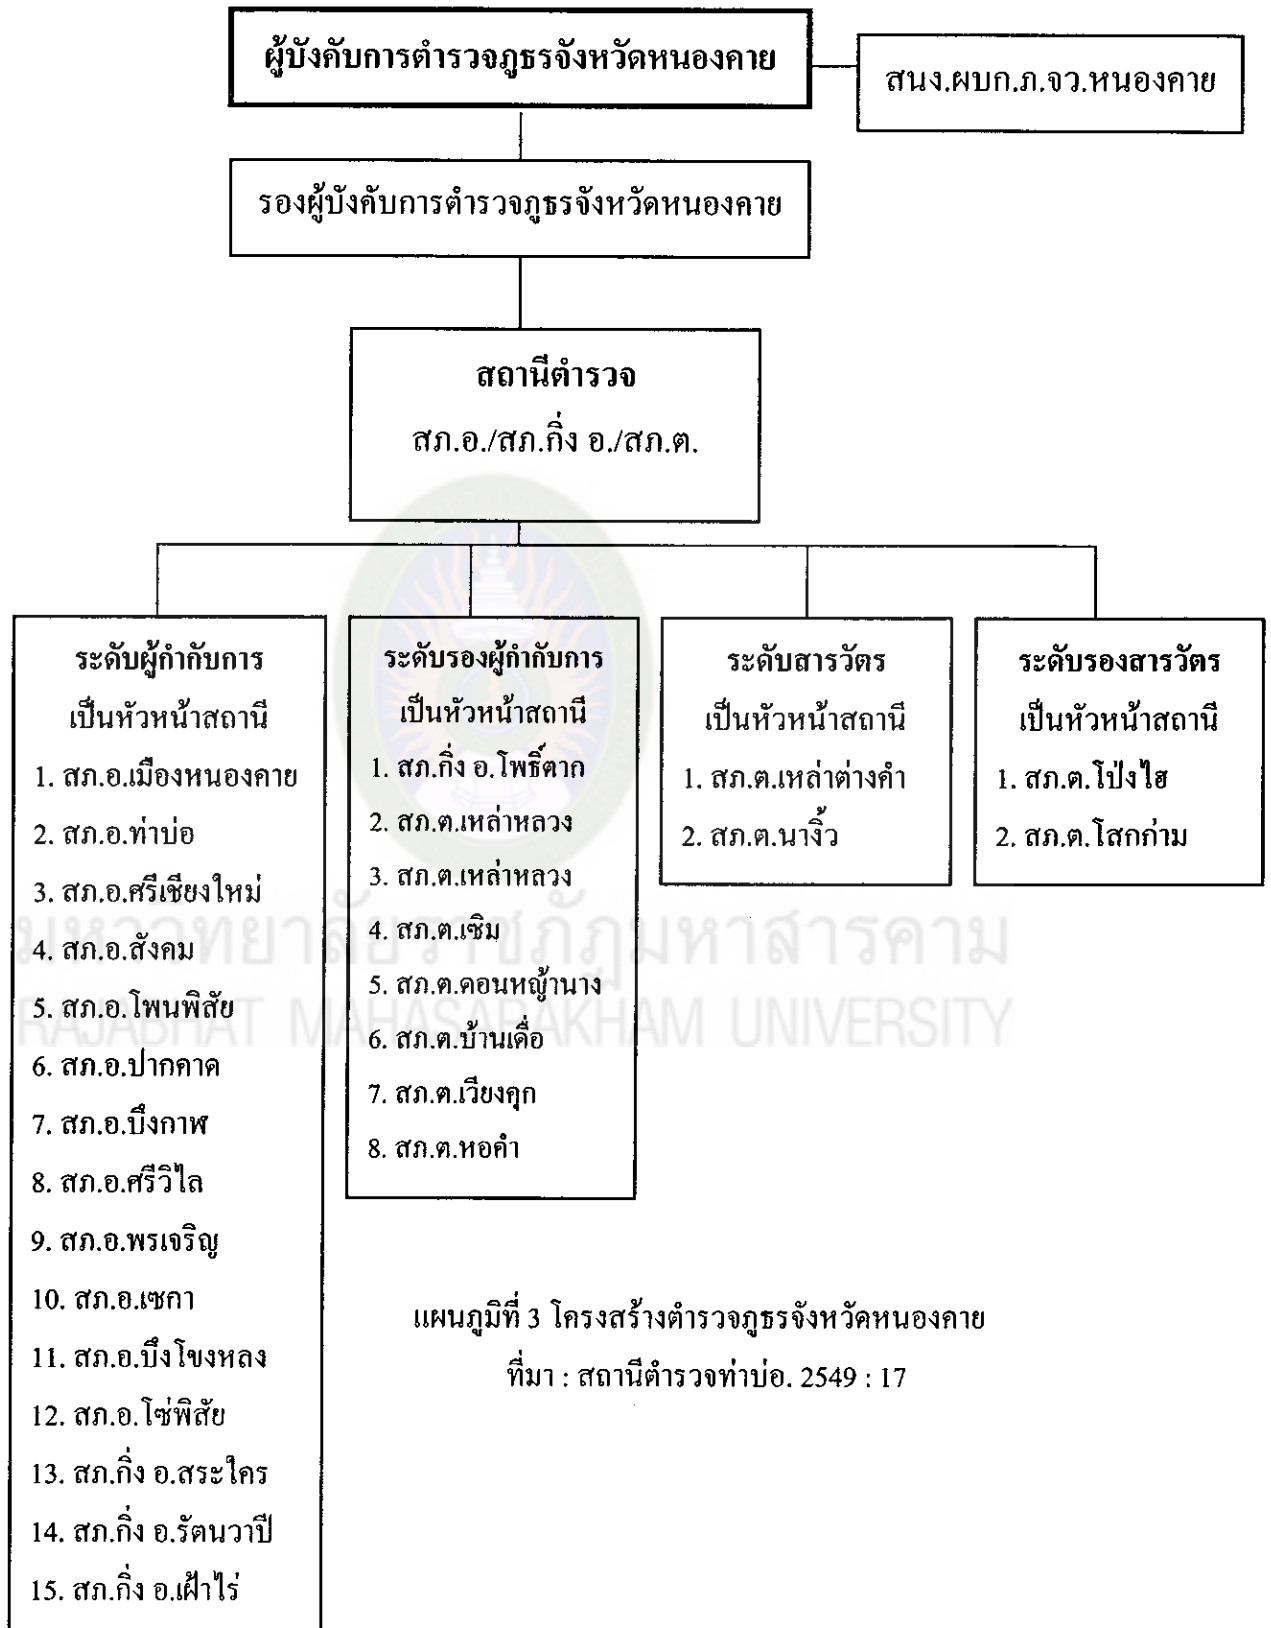 ผู้บังคับการตำรวจภูธรจังหวัดหนองคาย
สนง.ผบก.ภ.จว.หนองคาย
รองผู้บังคับการตำรวจภูธรจังหวัดหนองคาย
สถานีตำรวจ
สภ.อ./สภ.กิ่ง อ./สภ.ต.
ระดับผู้กำกับการ
เป็นหัวหน้าสถานี
1. สภ.อ.เมืองหนองคาย
2. สภ.อ.ท่าบ่อ
3. สภ.อ.ศรีเชียงใหม่
4. สภ.อ.สังคม
5. สภ.อ.โพนพิสัย
6. สภ.อ.ปากคาด
7. สภ.อ.บึงกาฬ
8. สภ.อ.ศรีวิไล
9. สภ.อ.พรเจริญ
10. สภ.อ.เซกา
11. สภ.อ.บึงโขงหลง
12. สภ.อ.โซ่พิสัย
13. สภ.กิ่ง อ.สระใคร
14. สภ.กิ่ง อ.รัตนวาปี
15. สภ.กิ่ง อ.เฝ้าไร่
ระดับรองผู้กำกับการ
เป็นหัวหน้าสถานี
1. สภ.กิ่ง อ.โพธิ์ตาก
2. สภ.ต.เหล่าหลวง
3. สภ.ต.เหล่าหลวง
4. สภ.ต.เซิม
5. สภ.ต.ดอนหญ้านาง
6. สภ.ต.บ้านเดื่อ
7. สภ.ต.เวียงคุก
8. สภ.ต.หอคำ
ระดับสารวัตร
เป็นหัวหน้าสถานี
1. สภ.ต.เหล่าต่างคำ
2. สภ.ต.นางิ้ว
ระดับรองสารวัตร
เป็นหัวหน้าสถานี
1. สภ.ต.โป่งไฮ
2. สภ.ต.โสกก่าม
มหาวิทยาลัยราชภัฏมหาสารคาม
RAJABHAT MAHASARAKHAM UNIVERSITY
แผนภูมิที่ 3 โครงสร้างตำรวจภูธรจังหวัดหนองคาย
ที่มา : สถานีตำรวจท่าบ่อ. 2549 : 17